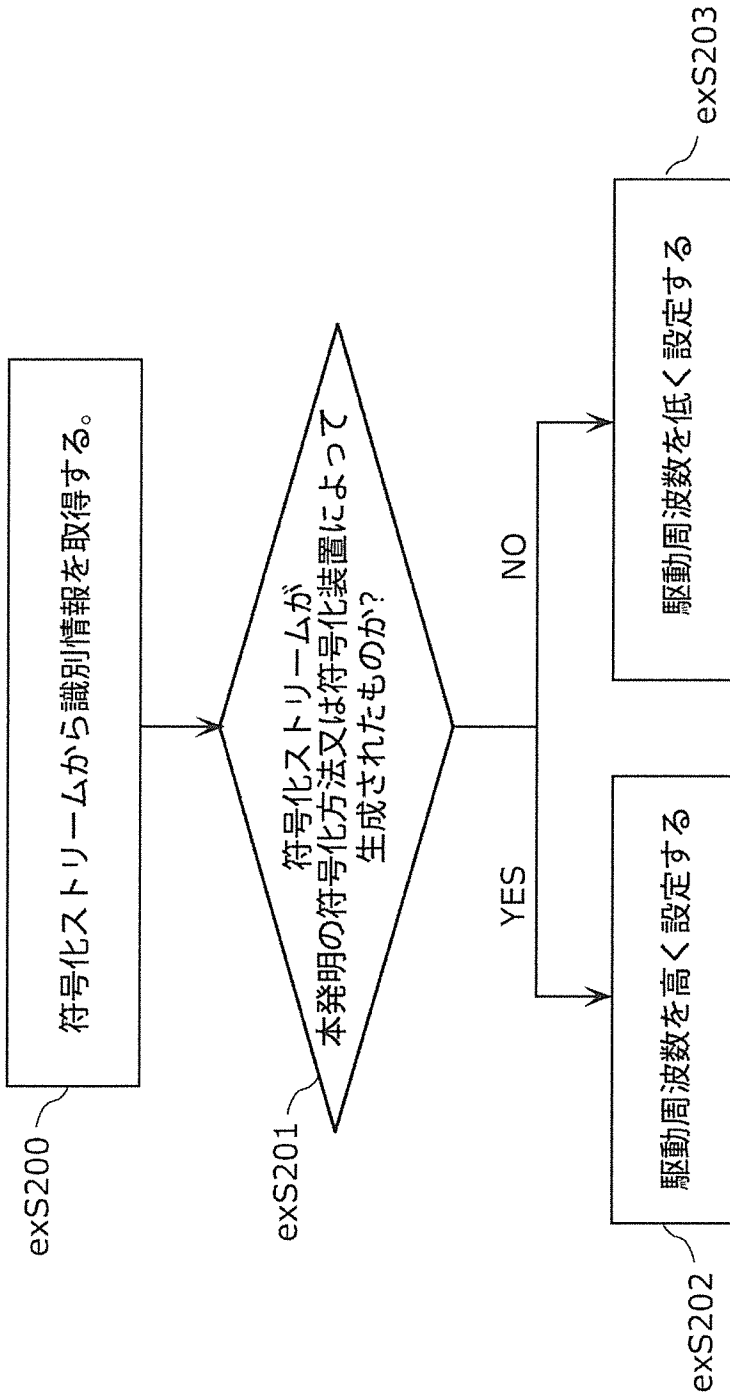 exS200
符号化ストリームから識別情報を取得する。
exS201
符号化ストリームが
本発明の符号化方法又は符号化装置によって
生成されたものか?
YES
NO
exS202
駆動周波数を高く設定する
駆動周波数を低く設定する
exS203